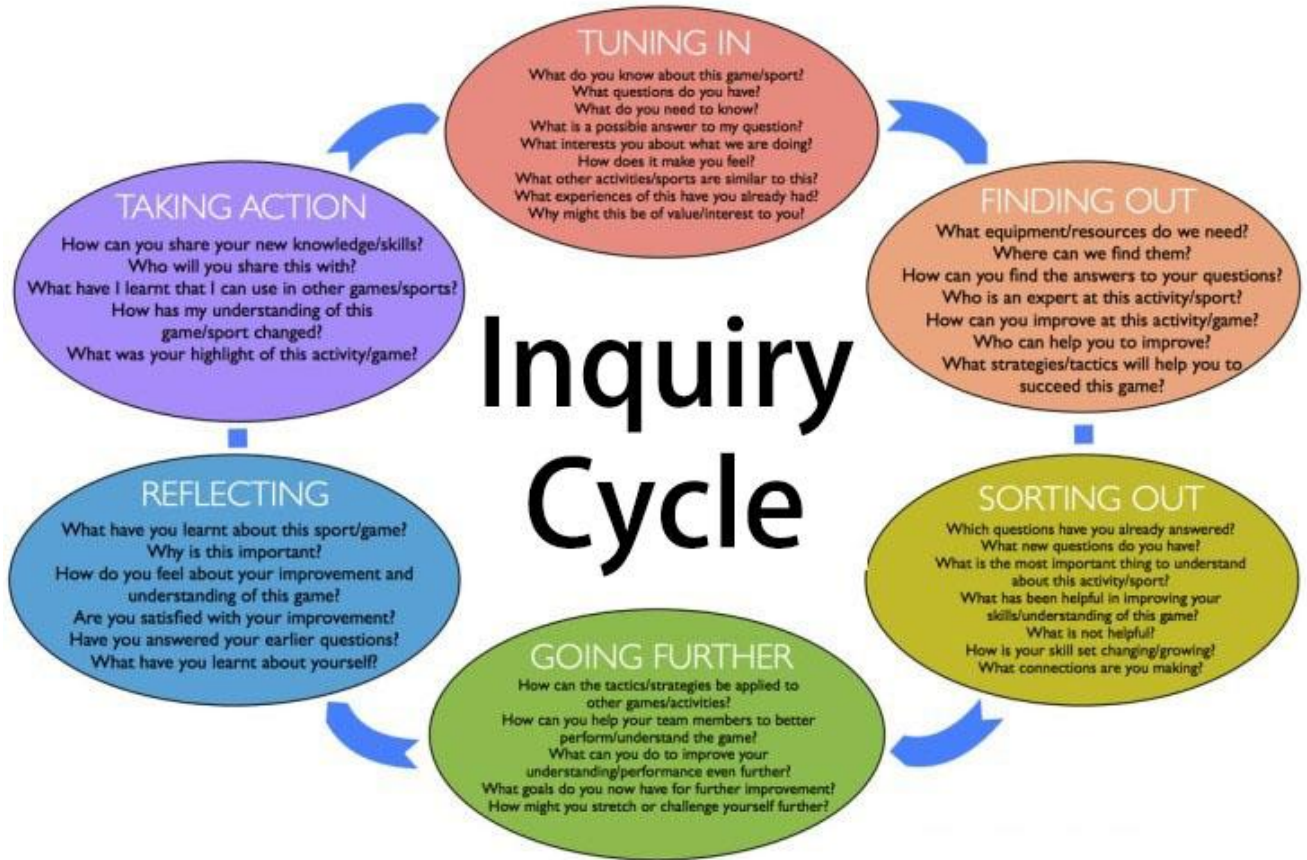 TUNING IN
What do you know about this game/sport?
What questions do you have?
What do you need to know?
What is a possible answer to my question?
What interests you about what we are doing?
How does it make you feel?
What other activities/sports are similar to this?
What experiences of this have you already had?
Why might this be of value/interest to you?
FINDING OUT
What equipment/resources do we need?
Where can we find them?
How can you find the answers to your questions?
Who is an expert at this activity/sport?
How can you improve at this activity/game?
Who can help you to improve?
What strategies/tactics will help you to
succeed this game?
SORTING OUT
Which questions have you already answered?
What new questions do you have?
What is the most important thing to understand
about this activity/sport?
What has been helpful in improving your
skills/understanding of this game?
What is not helpful?
How is your skill set changing/growing?
What connections are you making?
GOING FURTHER
How can the tactics/strategies be applied to
other games/activities?
How can you help your team members to better
perform/understand the game?
What can you do to improve your
understanding/performance even further?
What goals do you now have for further improvement?
How might you stretch or challenge yourself further?
REFLECTING
What have you learnt about this sport/game?
Why is this important?
How do you feel about your improvement and
understanding of this game?
Are you satisfied with your improvement?
Have you answered your earlier questions?
What have you learnt about yourself?
TAKING ACTION
How can you share your new knowledge/skills?
Who will you share this with?
What have I learnt that I can use in other games/sports?
How has my understanding of this
game/sport changed?
What was your highlight of this activity/game?
Inquiry
Cycle